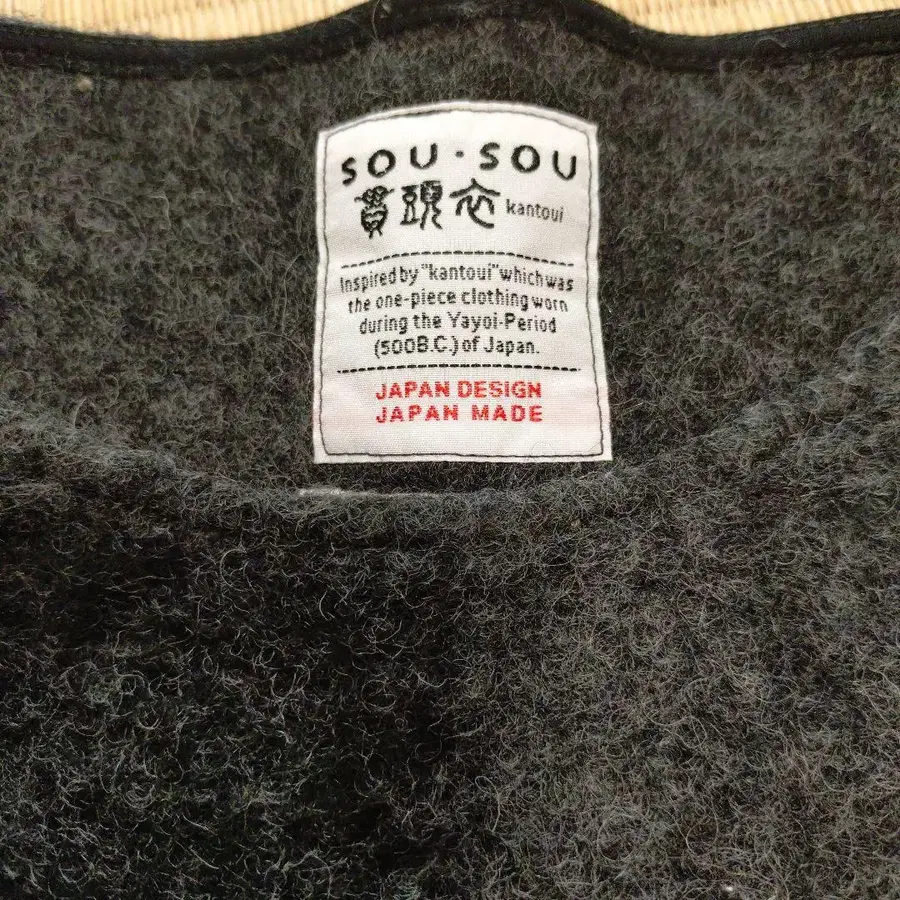 SOU・SOU
貫頭衣 kantoui
Inspired by "kantoui" which was
the one-piece clothing worn
during the Yayoi-Period
(500B.C.) of Japan.
JAPAN DESIGN
JAPAN MADE